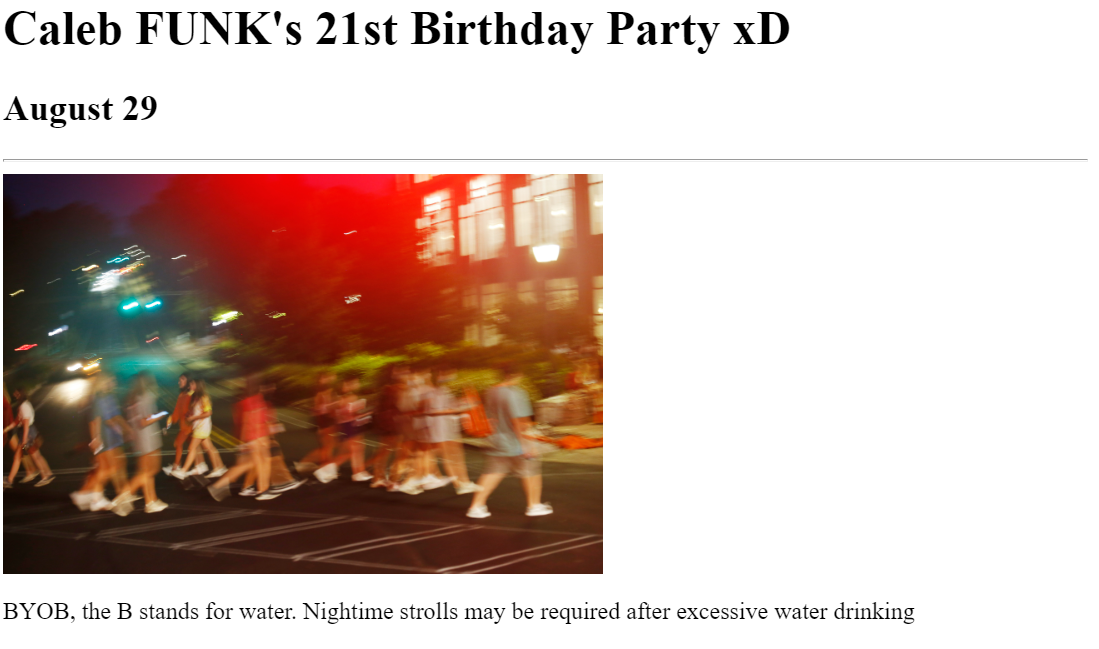 Caleb FUNK's 21st Birthday Party xD
August 29
BYOB, the B stands for water. Nightime strolls may be required after excessive water drinking